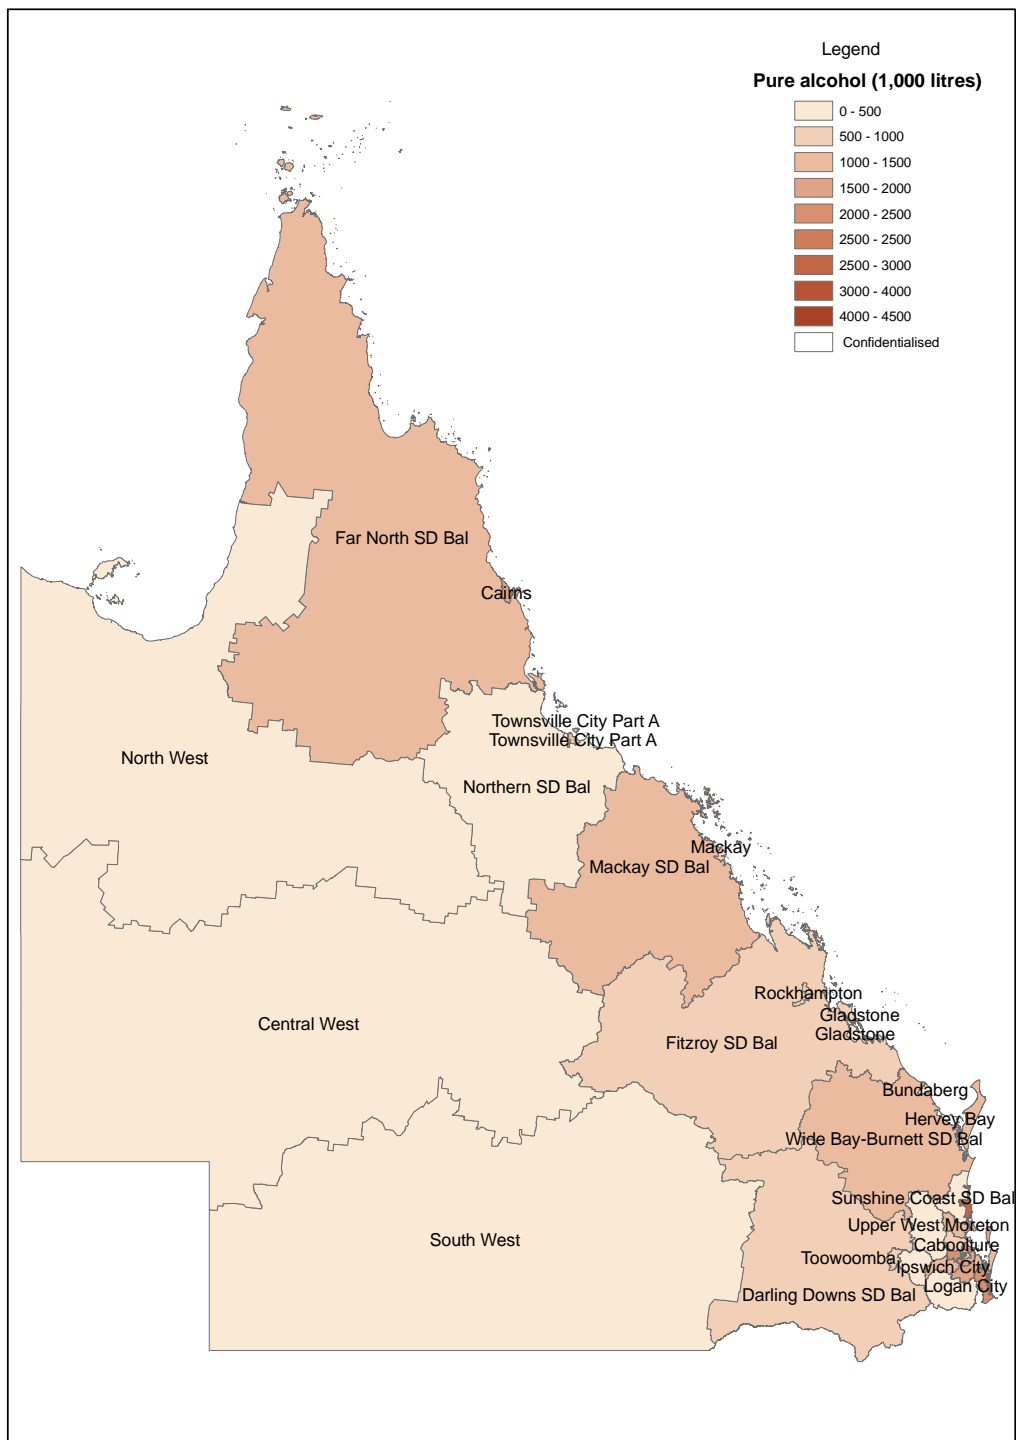 Legend
Pure alcohol (1,000 litres)
0 - 500
500 - 1000
1000 - 1500
1500 - 2000
2000 - 2500
2500 - 2500
2500 - 3000
3000 - 4000
4000 - 4500
Confidentialised
Far North SD Bal
Cairns
Townsville City Part A
Townsville City Part A
North West
Northern SD Bal
Mackay
Mackay SD Bal
Rockhampton
Gladstone
Central West
Gladstone
Fitzroy SD Bal
Bundaberg
Hervey Bay
Wide Bay-Burnett SD Bal
Sunshine Coast SD Bal
Upper West Moreton
South West
Caboolture
Toowoomba
Ipswich City
Logan City
Darling Downs SD Bal